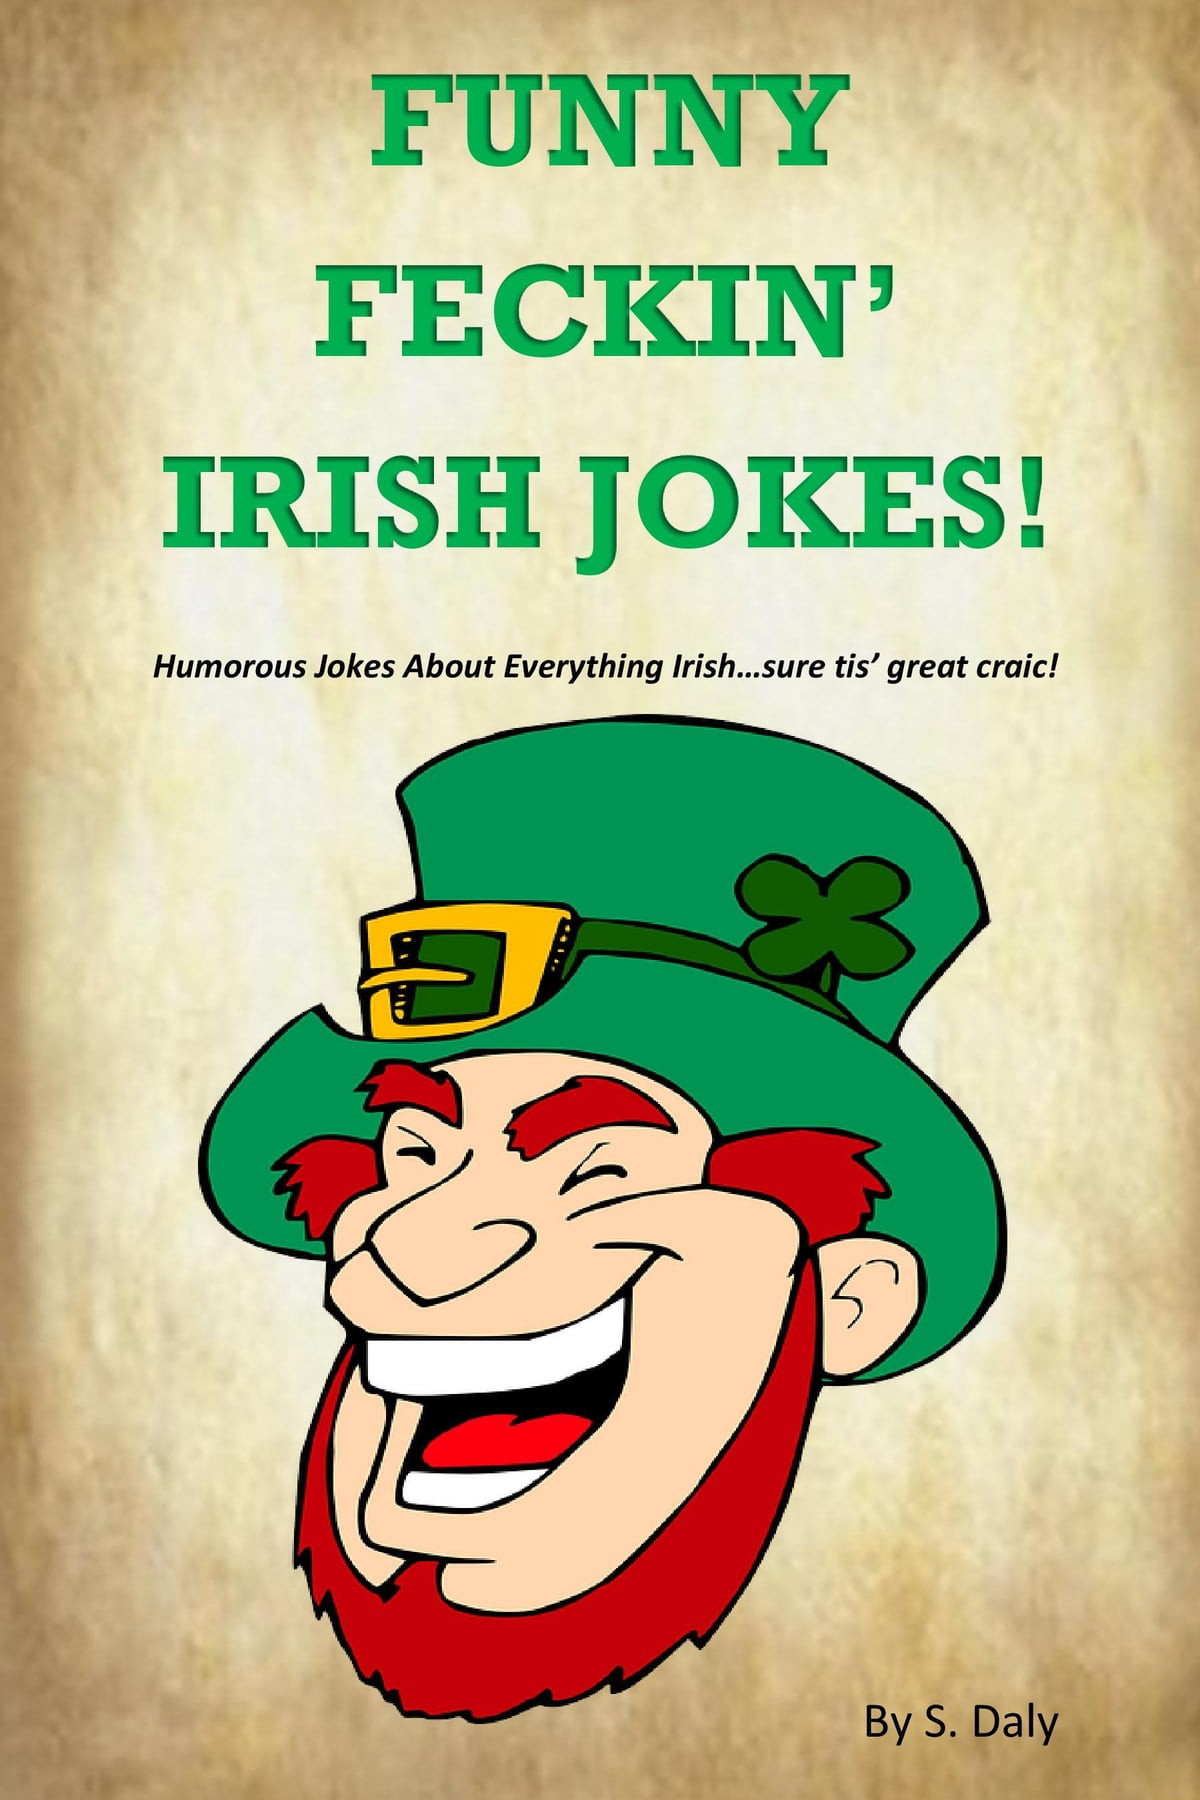 FUNNY
FECKIN’
IRISH JOKES!
Humorous Jokes About Everything Irish...sure tis’ great craic!
By S. Daly